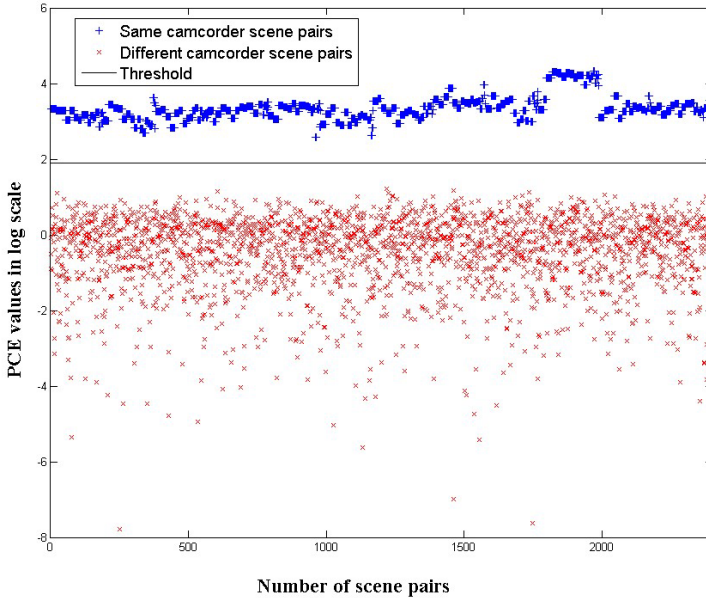 6
Same camcorder scene pairs
Different camcorder scene pairs
Threshold
4
2
0
-2
-4
-6
-8
0 500 1000 1500 2000
PCE values in log scale
Number of scene pairs